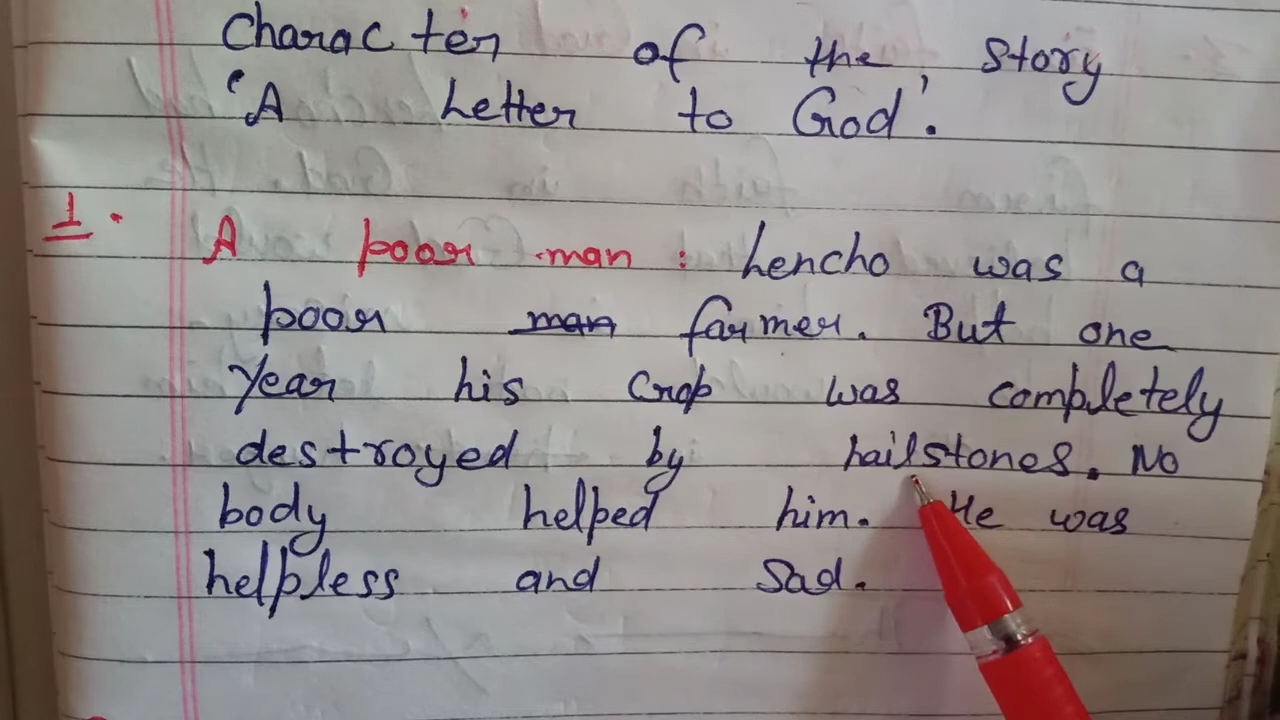 Character of the story
'A Letter to God'.
1. A poor man : Lencho was a
poor man farmer. But one
year his crop was completely
destroyed by hailstones. No
body helped him. He was
helpless and sad.